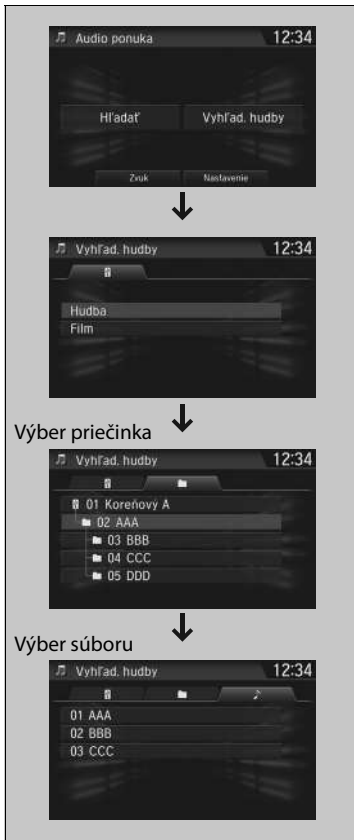 Audio ponuka 12:34
Hľadať Vyhľad. hudby
Zvuk Nastavenie
Vyhľad. hudby 12:34
Hudba
Film
Výber priečinka
Vyhľad. hudby 12:34
01 Koreňový A
02 AAA
03 BBB
04 CCC
05 DDD
Výber súboru
Vyhľad. hudby 12:34
01 AAA
02 BBB
03 CCC